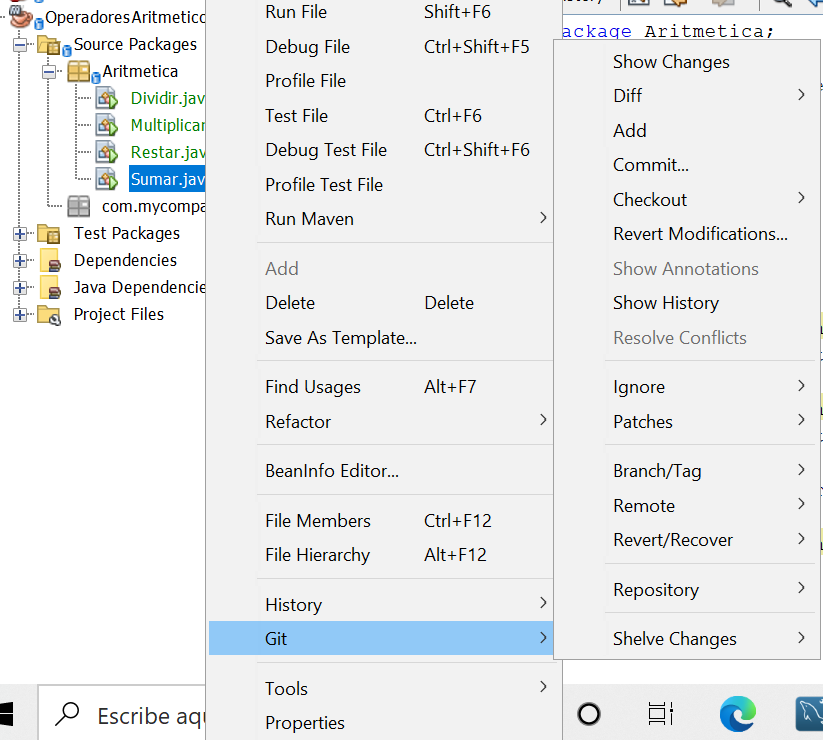 OperadoresAritmetico
Source Packages
Aritmetica
Dividir.jav
Multiplicar
Restar.jav
Sumar.jav
com.mycompa
Test Packages
Dependencies
Java Dependencie
Project Files
Run File Shift+F6
Debug File Ctrl+Shift+F5
Profile File
Test File Ctrl+F6
Debug Test File Ctrl+Shift+F6
Profile Test File
Run Maven
Add
Delete Delete
Save As Template...
Find Usages Alt+F7
Refactor
BeanInfo Editor...
File Members Ctrl+F12
File Hierarchy Alt+F12
History
Git
Tools
Properties
ackage Aritmetica;
Show Changes
Diff
Add
Commit...
Checkout
Revert Modifications...
Show Annotations
Show History
Resolve Conflicts
Ignore
Patches
Branch/Tag
Remote
Revert/Recover
Repository
Shelve Changes
Escribe aqu